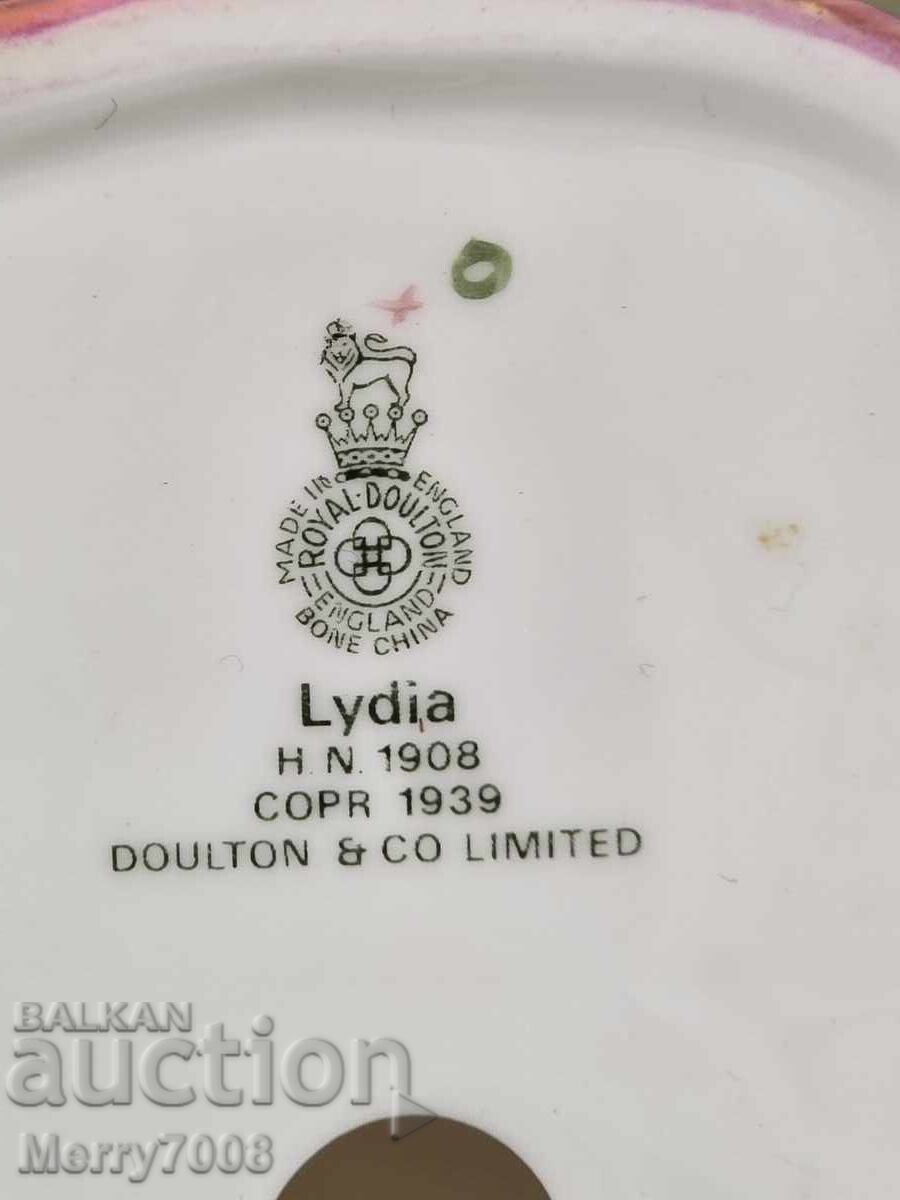 MADE IN ENGLAND
ROYAL·DOULTON
ENGLAND
BONE CHINA
Lydia
H. N. 1908
COPR 1939
DOULTON & CO LIMITED
BALKAN
auction
Merry7008